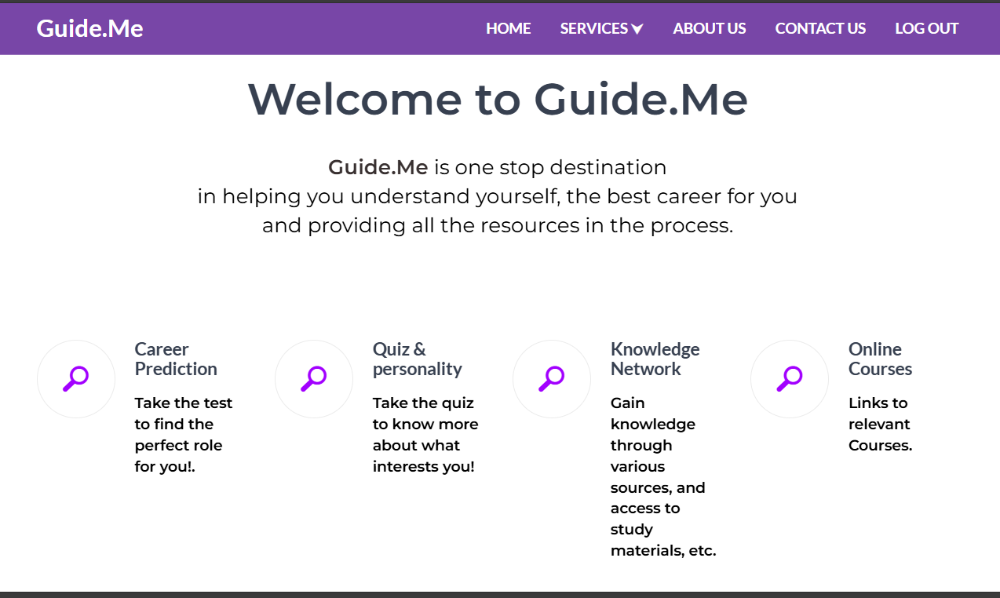 Guide.Me
HOME SERVICES ABOUT US CONTACT US LOG OUT
Welcome to Guide.Me
Guide.Me is one stop destination
in helping you understand yourself, the best career for you
and providing all the resources in the process.
Career
Prediction
Take the test
to find the
perfect role
for you!.
Quiz &
personality
Take the quiz
to know more
about what
interests you!
Knowledge
Network
Gain
knowledge
through
various
sources, and
access to
study
materials, etc.
Online
Courses
Links to
relevant
Courses.